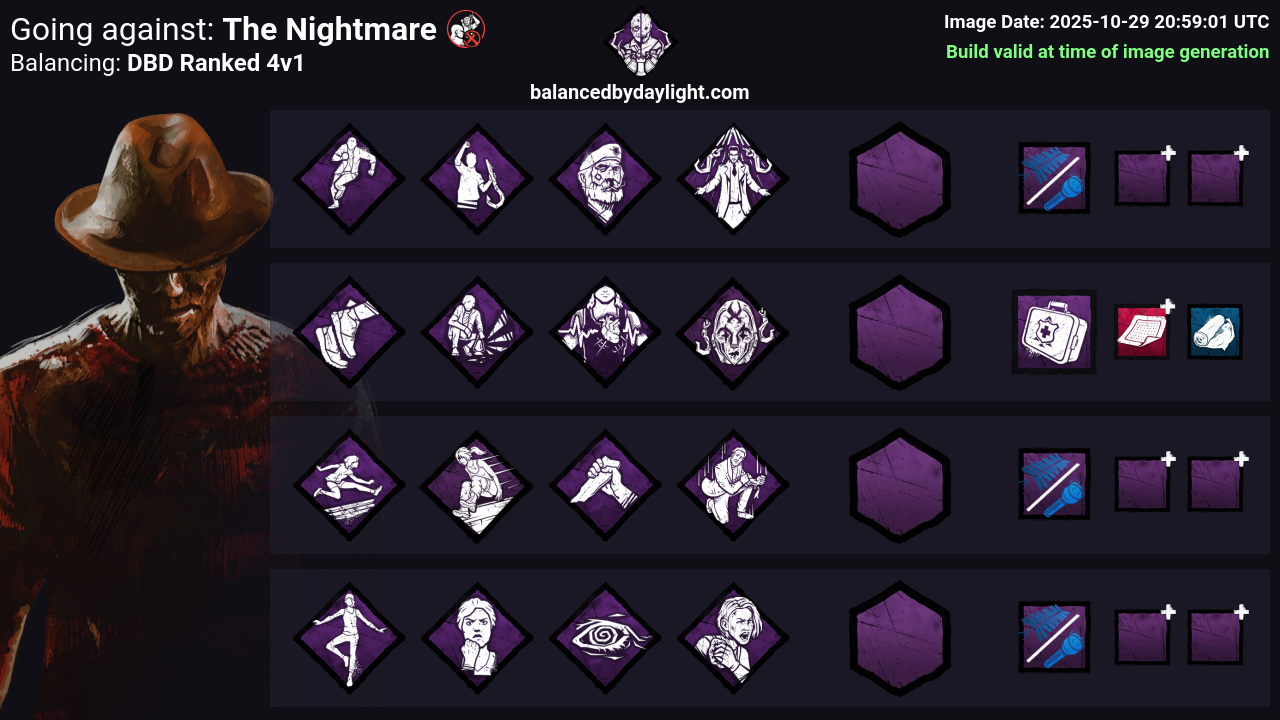 Going against: The Nightmare
Balancing: DBD Ranked 4v1
balancedbydaylight.com
Image Date: 2025-10-29 20:59:01 UTC
Build valid at time of image generation